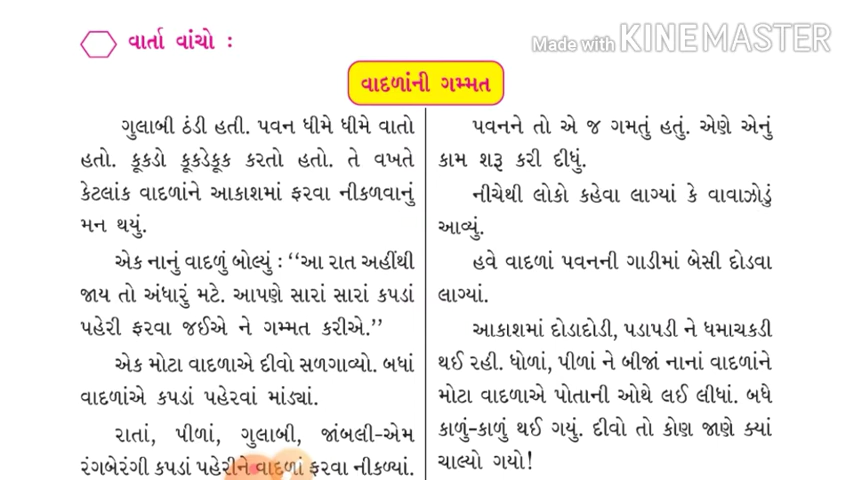 વાર્તા વાંચો :
Made with KINEMASTER
વાદળાંની ગમ્મત
ગુલાબી ઠંડી હતી. પવન ધીમે ધીમે વાતો
હતો. કૂકડો કૂકડેકૂક કરતો હતો. તે વખતે
કેટલાંક વાદળાંને આકાશમાં ફરવા નીકળવાનું
મન થયું.
એક નાનું વાદળું બોલ્યું : ‘‘આ રાત અહીંથી
જાય તો અંધારું મટે. આપણે સારાં સારાં કપડાં
પહેરી ફરવા જઈએ ને ગમ્મત કરીએ.’’
એક મોટા વાદળાએ દીવો સળગાવ્યો. બધાં
વાદળાંએ કપડાં પહેરવાં માંડ્યાં.
રાતાં, પીળાં, ગુલાબી, જાંબલી-એમ
રંગબેરંગી કપડાં પહેરીને વાદળાં ફરવા નીકળ્યાં.
પવનને તો એ જ ગમતું હતું. એણે એનું
કામ શરૂ કરી દીધું.
નીચેથી લોકો કહેવા લાગ્યાં કે વાવાઝોડું
આવ્યું.
હવે વાદળાં પવનની ગાડીમાં બેસી દોડવા
લાગ્યાં.
આકાશમાં દોડાદોડી, પડાપડી ને ધમાચકડી
થઈ રહી. ધોળાં, પીળાં ને બીજાં નાનાં વાદળાંને
મોટા વાદળાએ પોતાની ઓથે લઈ લીધાં. બધે
કાળું-કાળું થઈ ગયું. દીવો તો કોણ જાણે ક્યાં
ચાલ્યો ગયો!